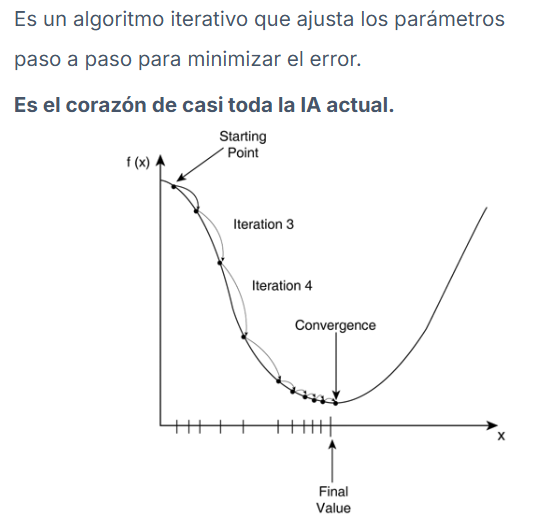 Es un algoritmo iterativo que ajusta los parámetros
paso a paso para minimizar el error.
Es el corazón de casi toda la IA actual.
Starting
Point
f (x)
Iteration 3
Iteration 4
Convergence
x
Final
Value